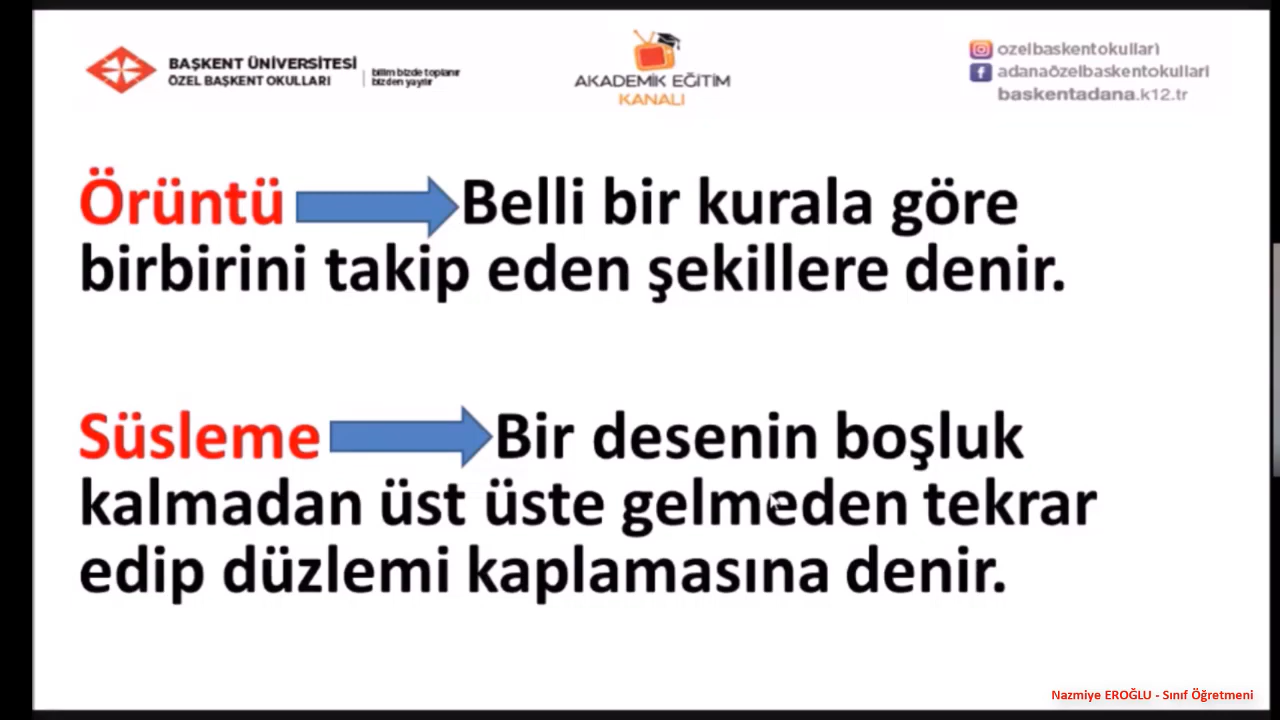 BAŞKENT ÜNİVERSİTESİ
ÖZEL BAŞKENT OKULLARI
bilim bizde toplanır
bizden yayılır
AKADEMİK EĞİTİM
KANALI
ozelbaskentokullari
adanaözelbaskentokullari
baskentadana.k12.tr
Örüntü Belli bir kurala göre
birbirini takip eden şekillere denir.
Süsleme Bir desenin boşluk
kalmadan üst üste gelmeden tekrar
edip düzlemi kaplamasına denir.
Nazmiye EROĞLU - Sınıf Öğretmeni